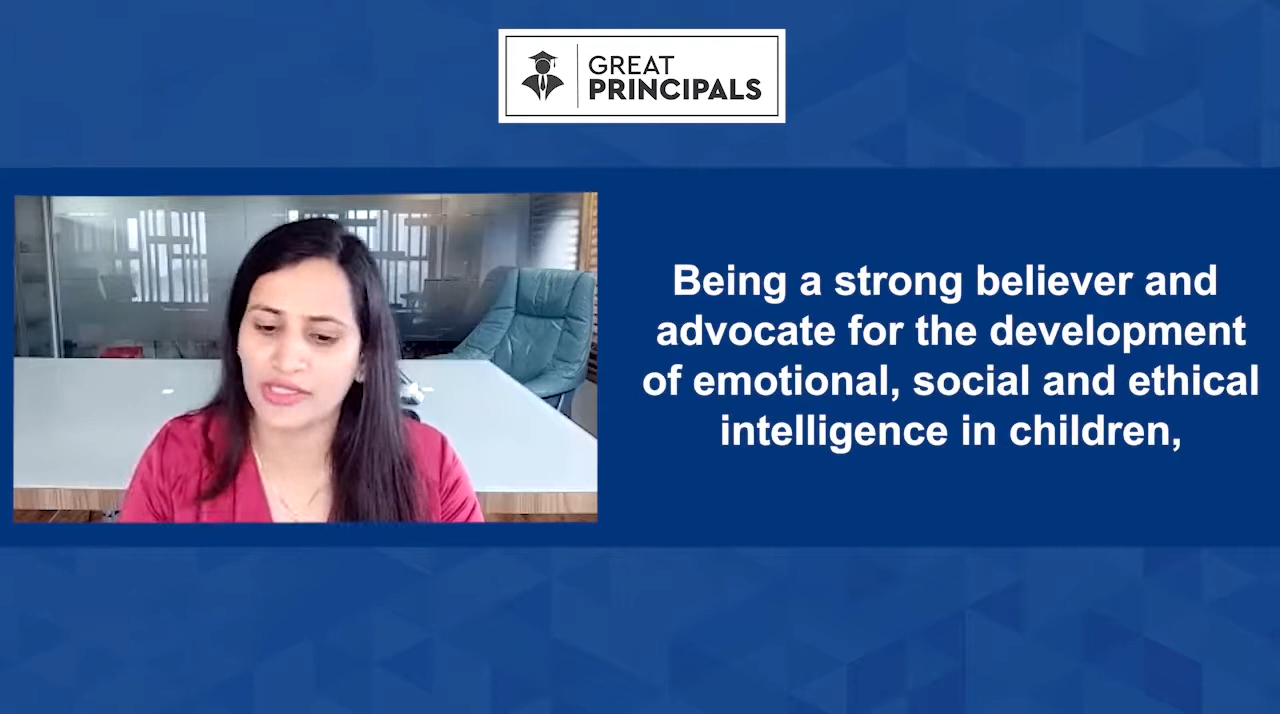 GREAT
PRINCIPALS
Being a strong believer and
advocate for the development
of emotional, social and ethical
intelligence in children,